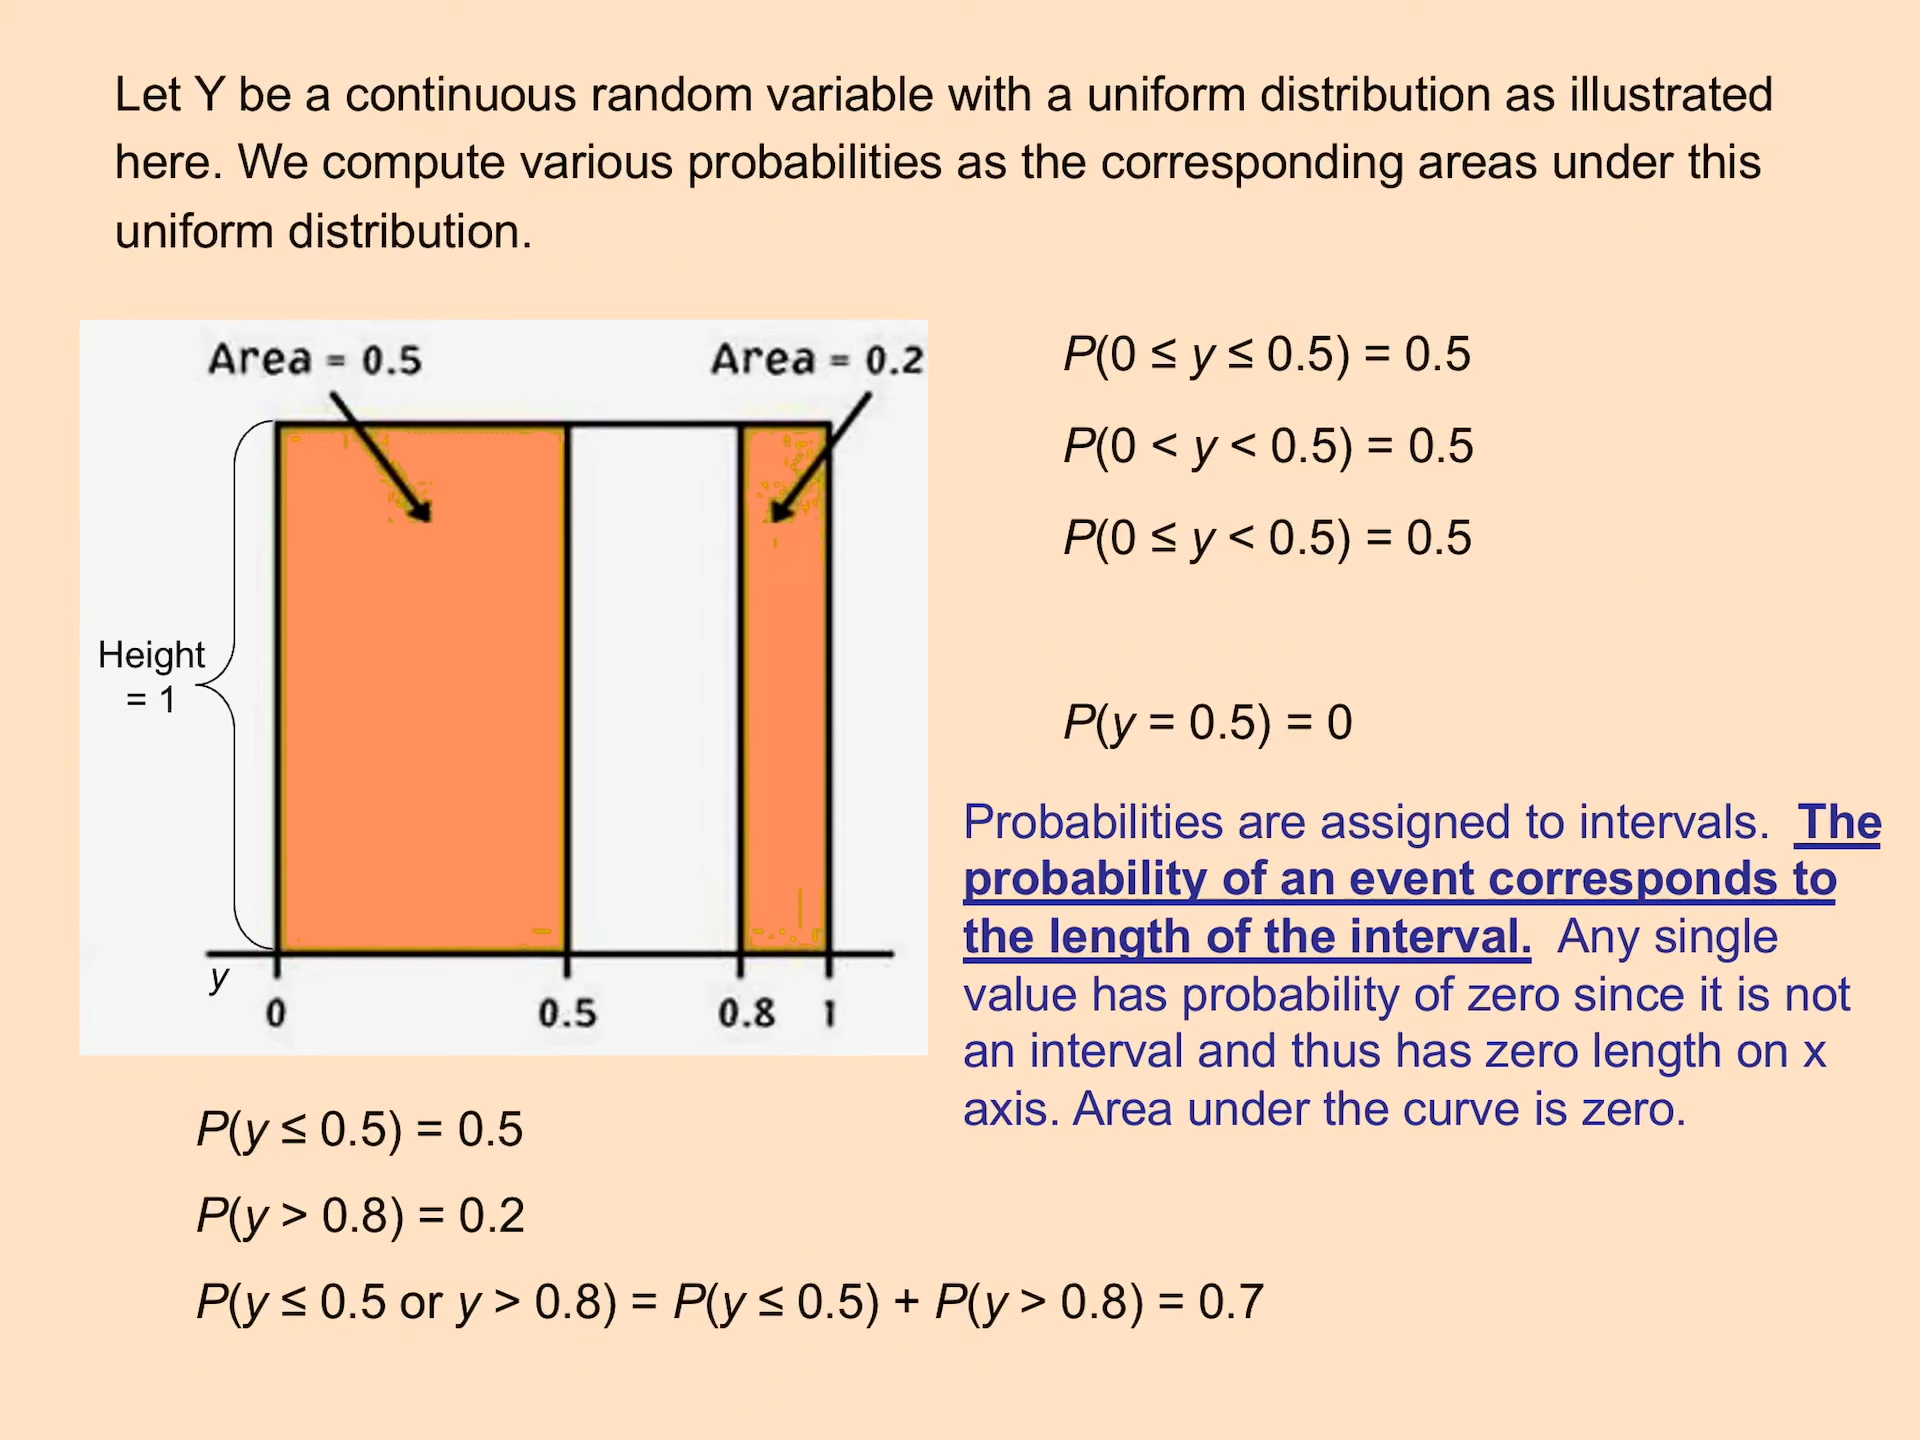 Let Y be a continuous random variable with a uniform distribution as illustrated
here. We compute various probabilities as the corresponding areas under this
uniform distribution.
Area = 0.5
Area = 0.2
Height
= 1
y
0
0.5
0.8
1
P(0 ≤ y ≤ 0.5) = 0.5
P(0 < y < 0.5) = 0.5
P(0 ≤ y < 0.5) = 0.5
P(y = 0.5) = 0
Probabilities are assigned to intervals. The
probability of an event corresponds to
the length of the interval. Any single
value has probability of zero since it is not
an interval and thus has zero length on x
axis. Area under the curve is zero.
P(y ≤ 0.5) = 0.5
P(y > 0.8) = 0.2
P(y ≤ 0.5 or y > 0.8) = P(y ≤ 0.5) + P(y > 0.8) = 0.7